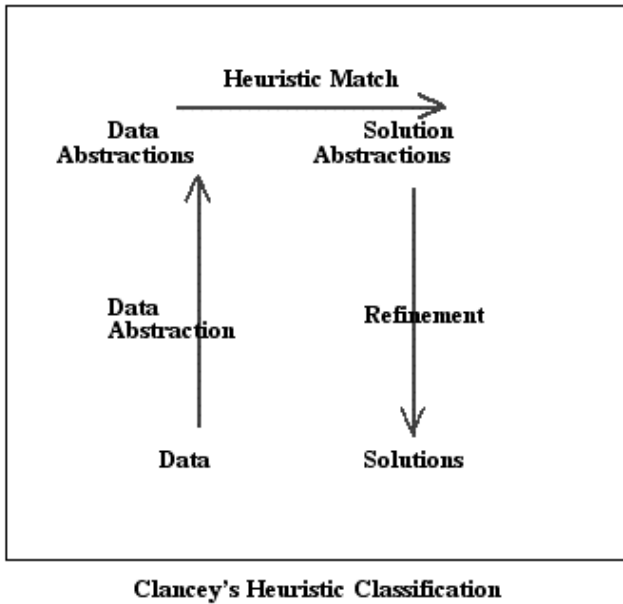 Heuristic Match
Data
Abstractions
Solution
Abstractions
Data
Abstraction
Refinement
Data
Solutions
Clancey's Heuristic Classification